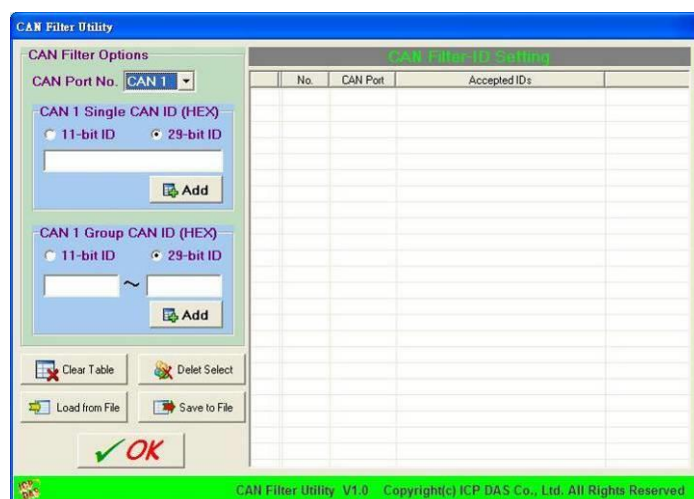 CAN Filter Utility
CAN Filter Options
CAN Port No. CAN 1
CAN 1 Single CAN ID (HEX)
11-bit ID 29-bit ID
Add
CAN 1 Group CAN ID (HEX)
11-bit ID 29-bit ID
~
Add
Clear Table Delet Select
Load from File Save to File
OK
CAN Filter-ID Setting
No. CAN Port Accepted IDs
ICP DAS
CAN Filter Utility V1.0 Copyright(c) ICP DAS Co., Ltd. All Rights Reserved